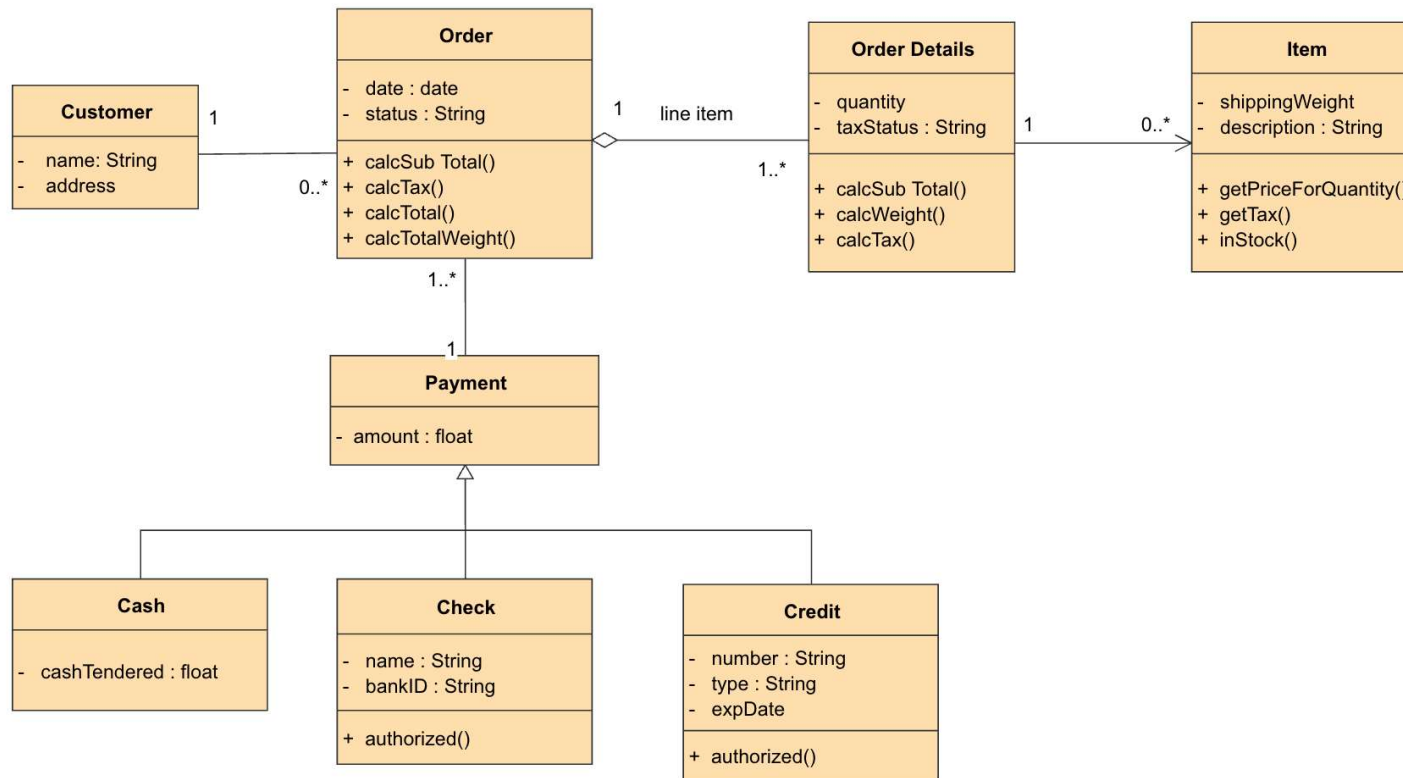 Order
- date : date
- status : String
+ calcSub Total()
+ calcTax()
+ calcTotal()
+ calcTotalWeight()
Order Details
- quantity
- taxStatus : String
+ calcSub Total()
+ calcWeight()
+ calcTax()
Item
- shippingWeight
- description : String
+ getPriceForQuantity()
+ getTax()
+ inStock()
Customer
- name: String
- address
1
0..*
1
line item
1..*
1
0..*
1..*
1
Payment
- amount : float
Cash
- cashTendered : float
Check
- name : String
- bankID : String
+ authorized()
Credit
- number : String
- type : String
- expDate
+ authorized()